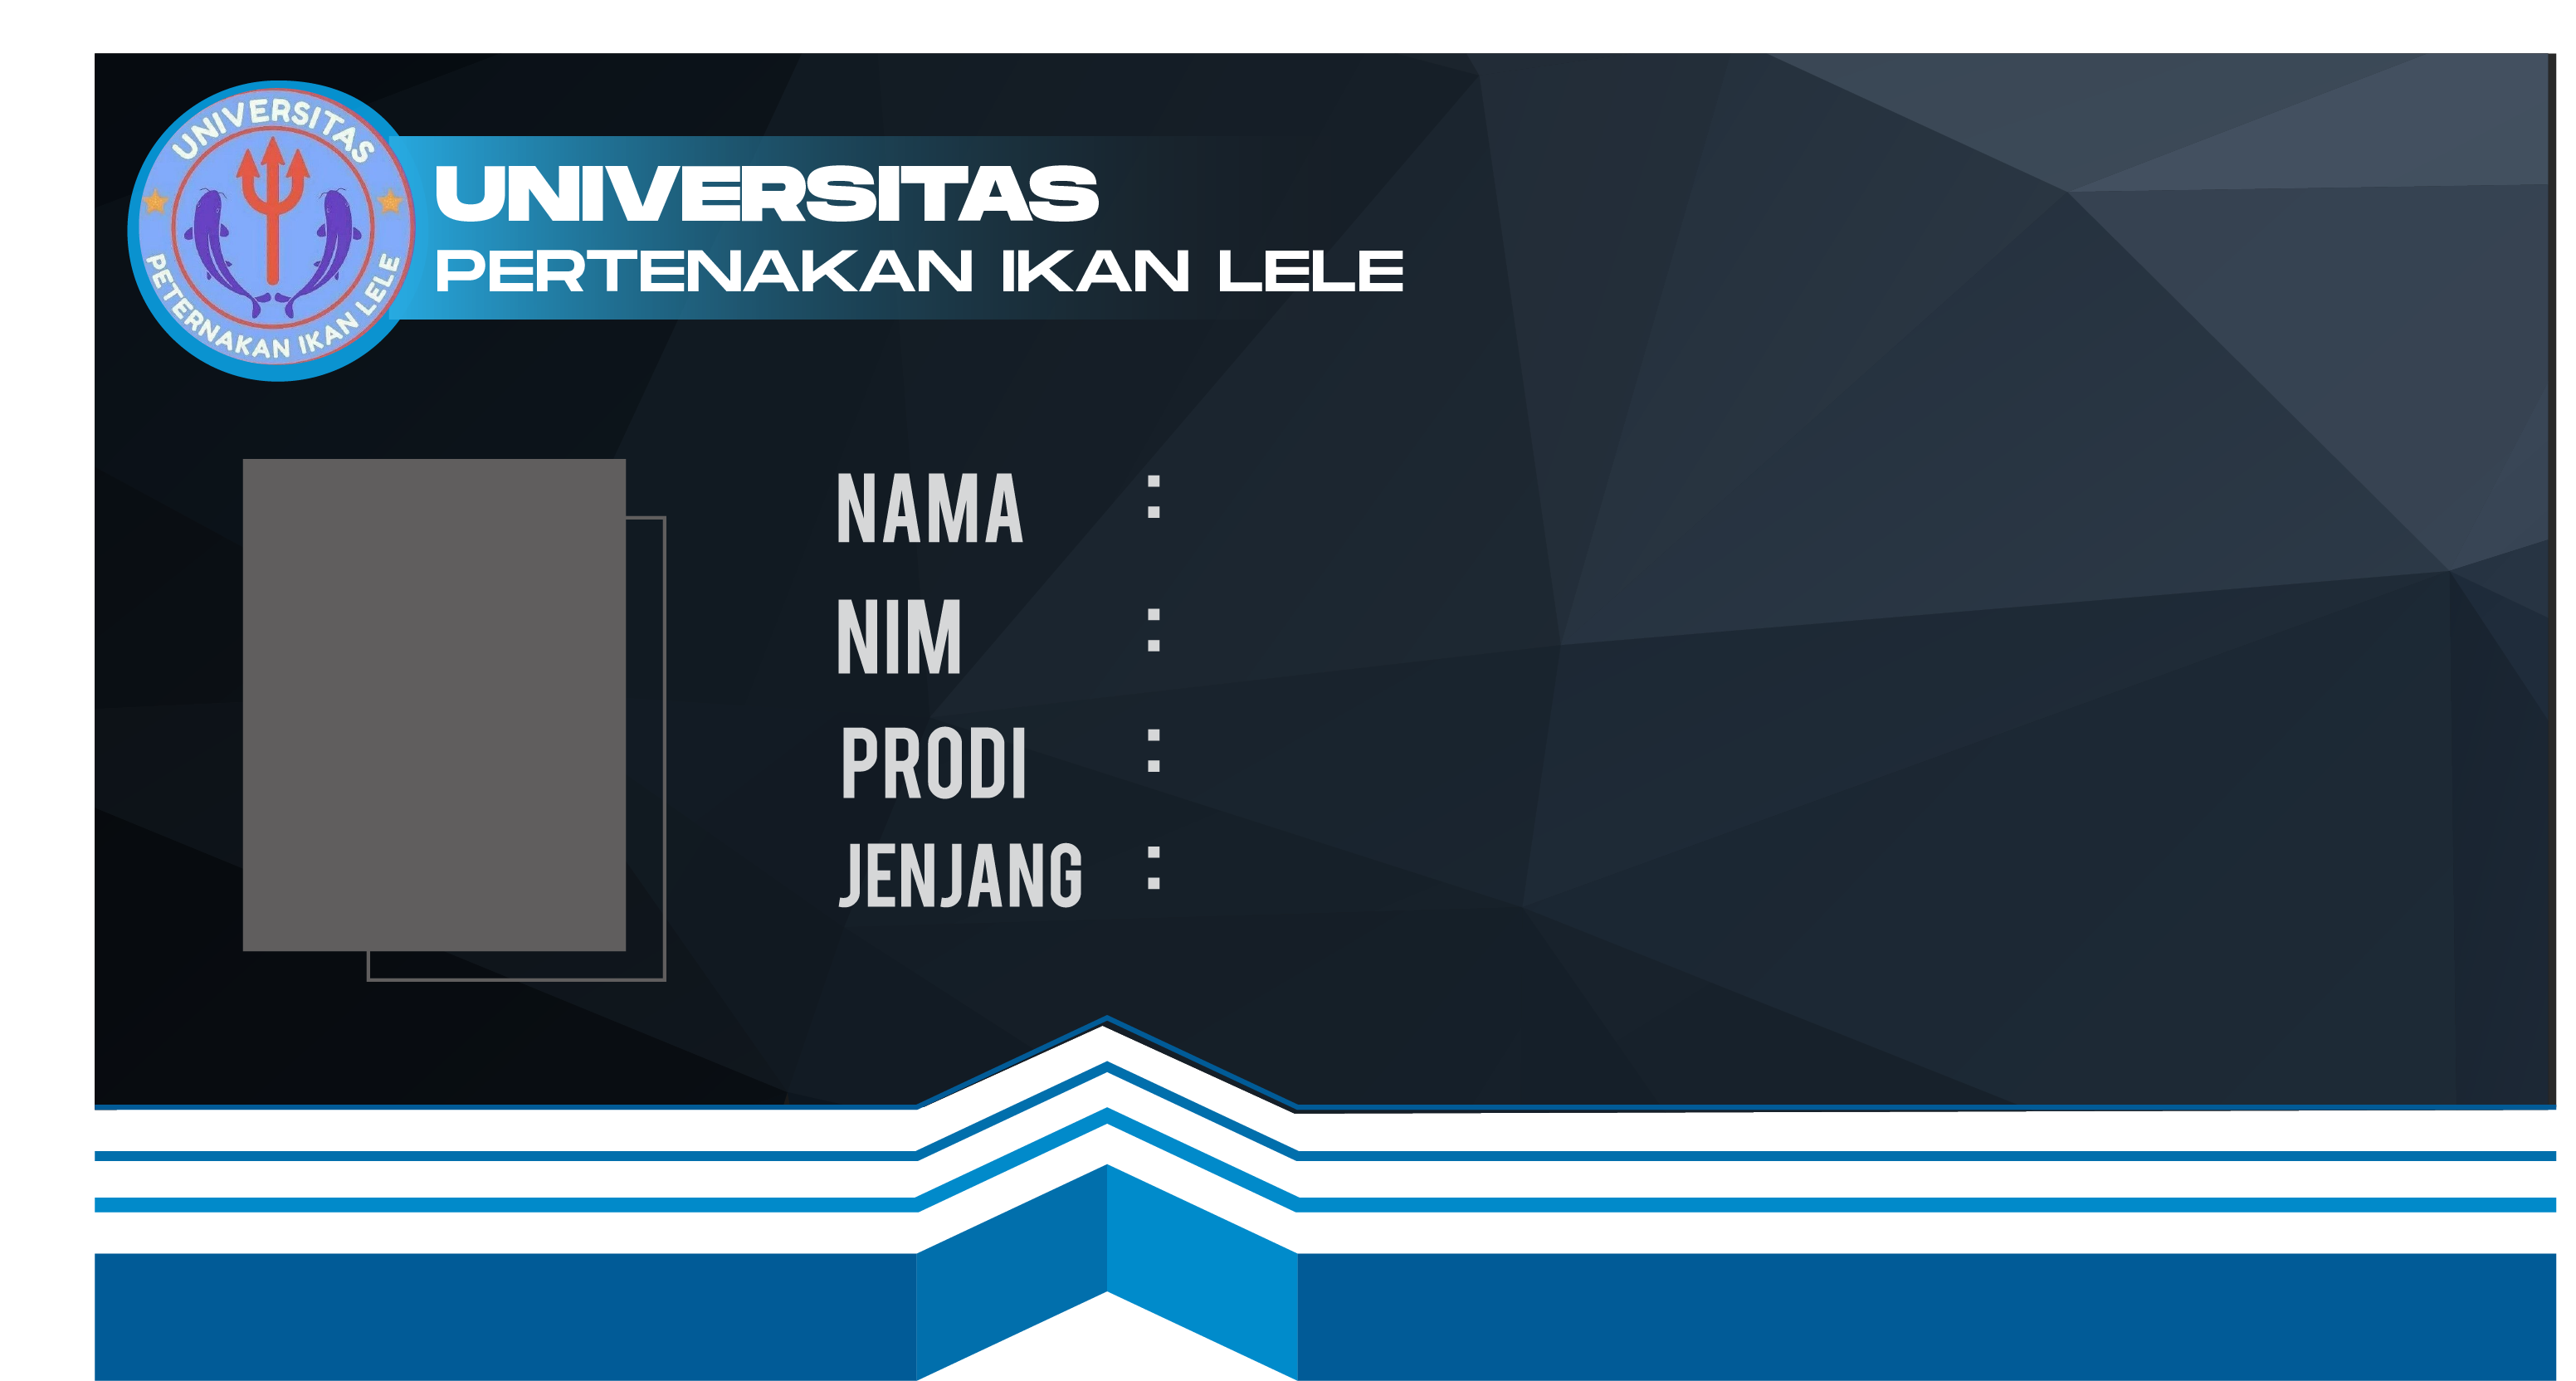 UNIVERSITAS
PETERNAKAN IKAN LELE
UNIVERSITAS
PERTENAKAN IKAN LELE
NAMA :
NIM :
PRODI :
JENJANG :